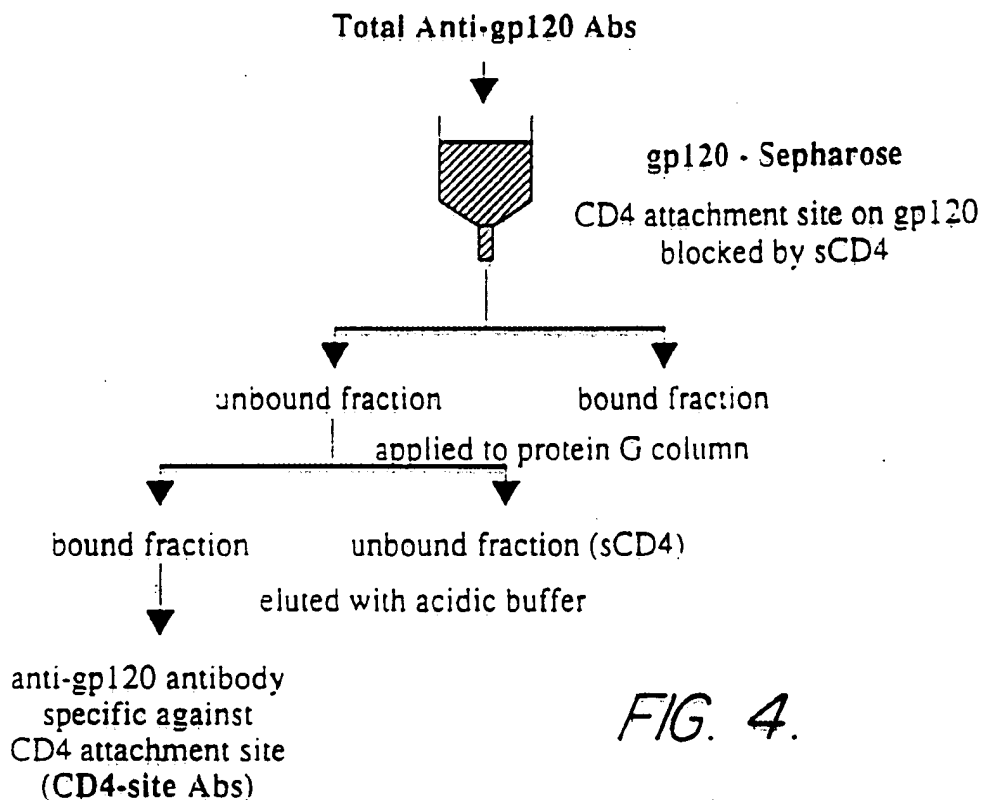 Total Anti-gp120 Abs
gp120 - Sepharose
CD4 attachment site on gp120
blocked by sCD4
unbound fraction
bound fraction
applied to protein G column
bound fraction
unbound fraction (sCD4)
eluted with acidic buffer
anti-gp120 antibody
specific against
CD4 attachment site
(CD4-site Abs)
FIG. 4.